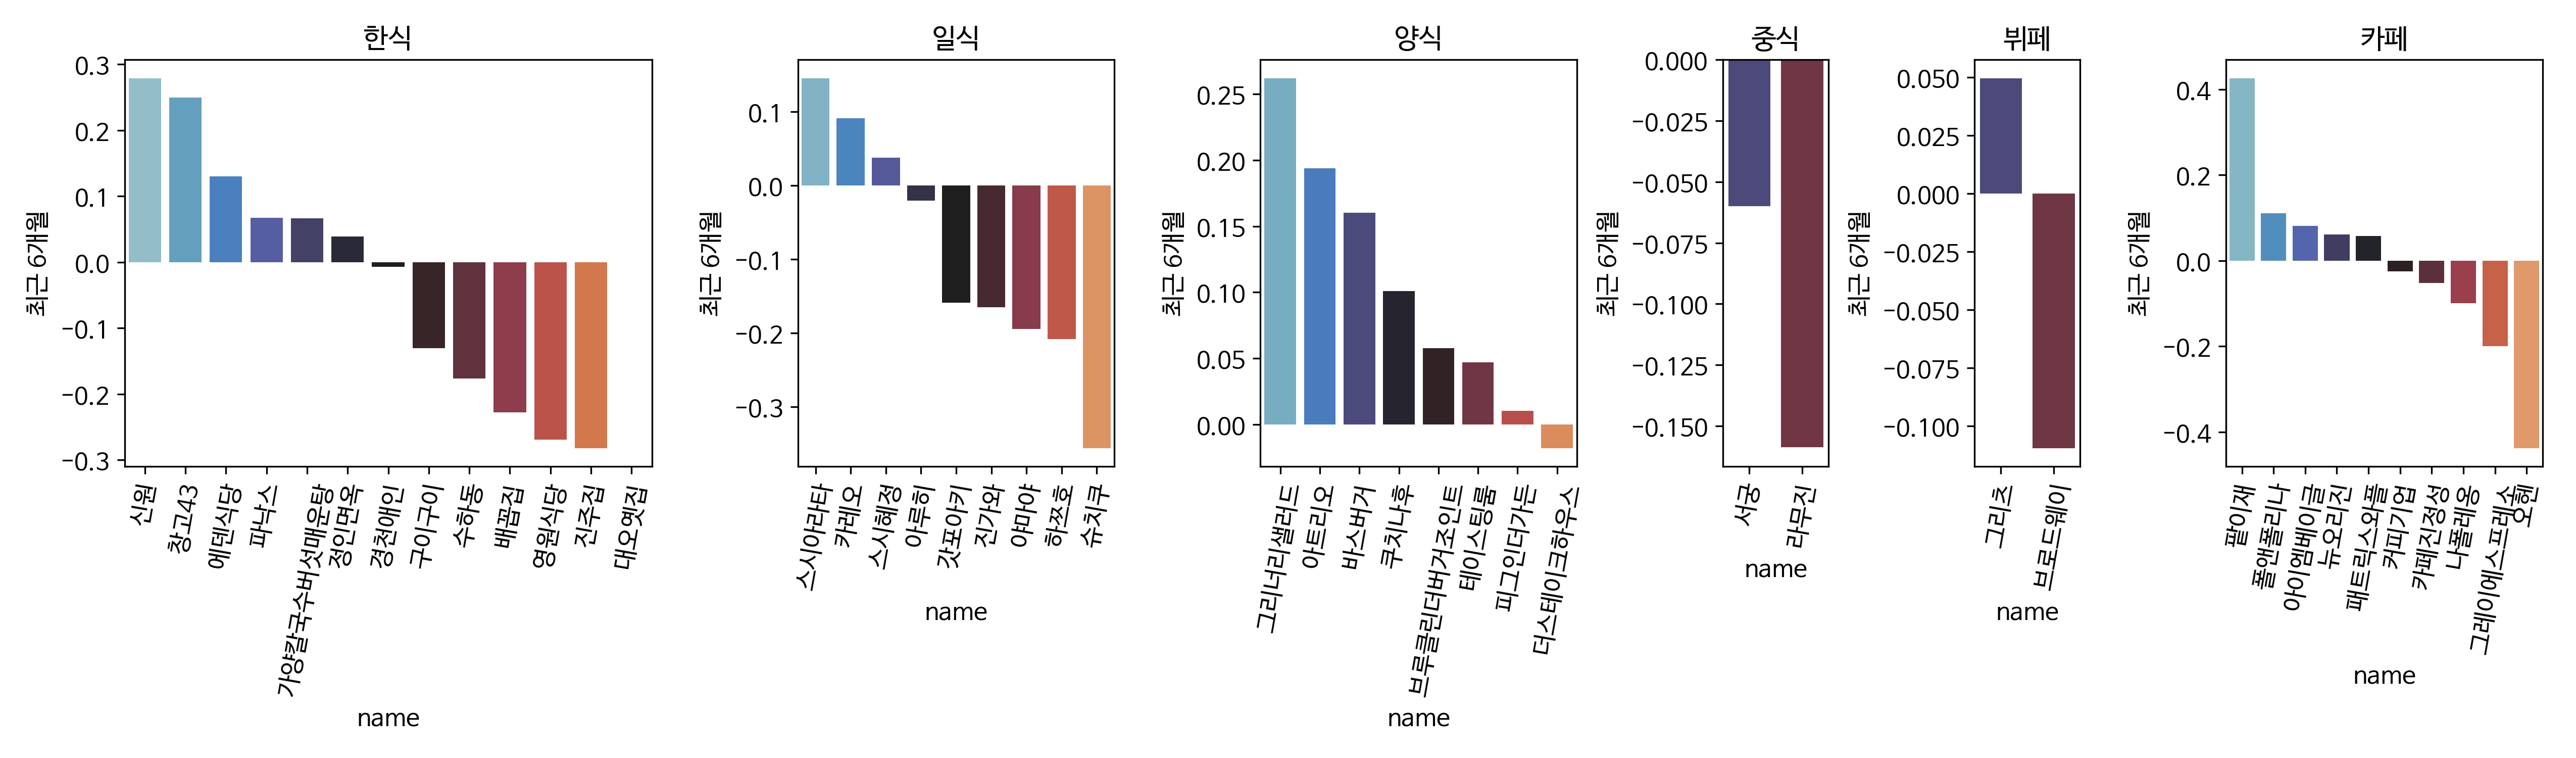 한식
0.3
0.2
0.1
0.0
−0.1
−0.2
−0.3
최근 6개월
신원
창고43
에덴식당
파낙스
가양칼국수버섯매운탕
정인면옥
경천애인
구이구이
수하동
배꼽집
영원식당
진주집
대오옛집
name
일식
0.1
0.0
−0.1
−0.2
−0.3
최근 6개월
스시아라타
카레오
스시혜정
아루히
갓포아키
진가와
야마야
하쯔호
슈치쿠
name
양식
0.25
0.20
0.15
0.10
0.05
0.00
최근 6개월
그리너리샐러드
아트리오
바스버거
쿠치나후
브루클린더버거조인트
테이스팅룸
피그인더가든
더스테이크하우스
name
중식
0.000
−0.025
−0.050
−0.075
−0.100
−0.125
−0.150
최근 6개월
서궁
라무진
name
뷔페
0.050
0.025
0.000
−0.025
−0.050
−0.075
−0.100
최근 6개월
그리츠
브로드웨이
name
카페
0.4
0.2
0.0
−0.2
−0.4
최근 6개월
팥이재
폴앤폴리나
아이엠베이글
뉴오리진
패트릭스와플
커피기업
카페진정성
나폴레옹
그레이에스프레소
오헨
name